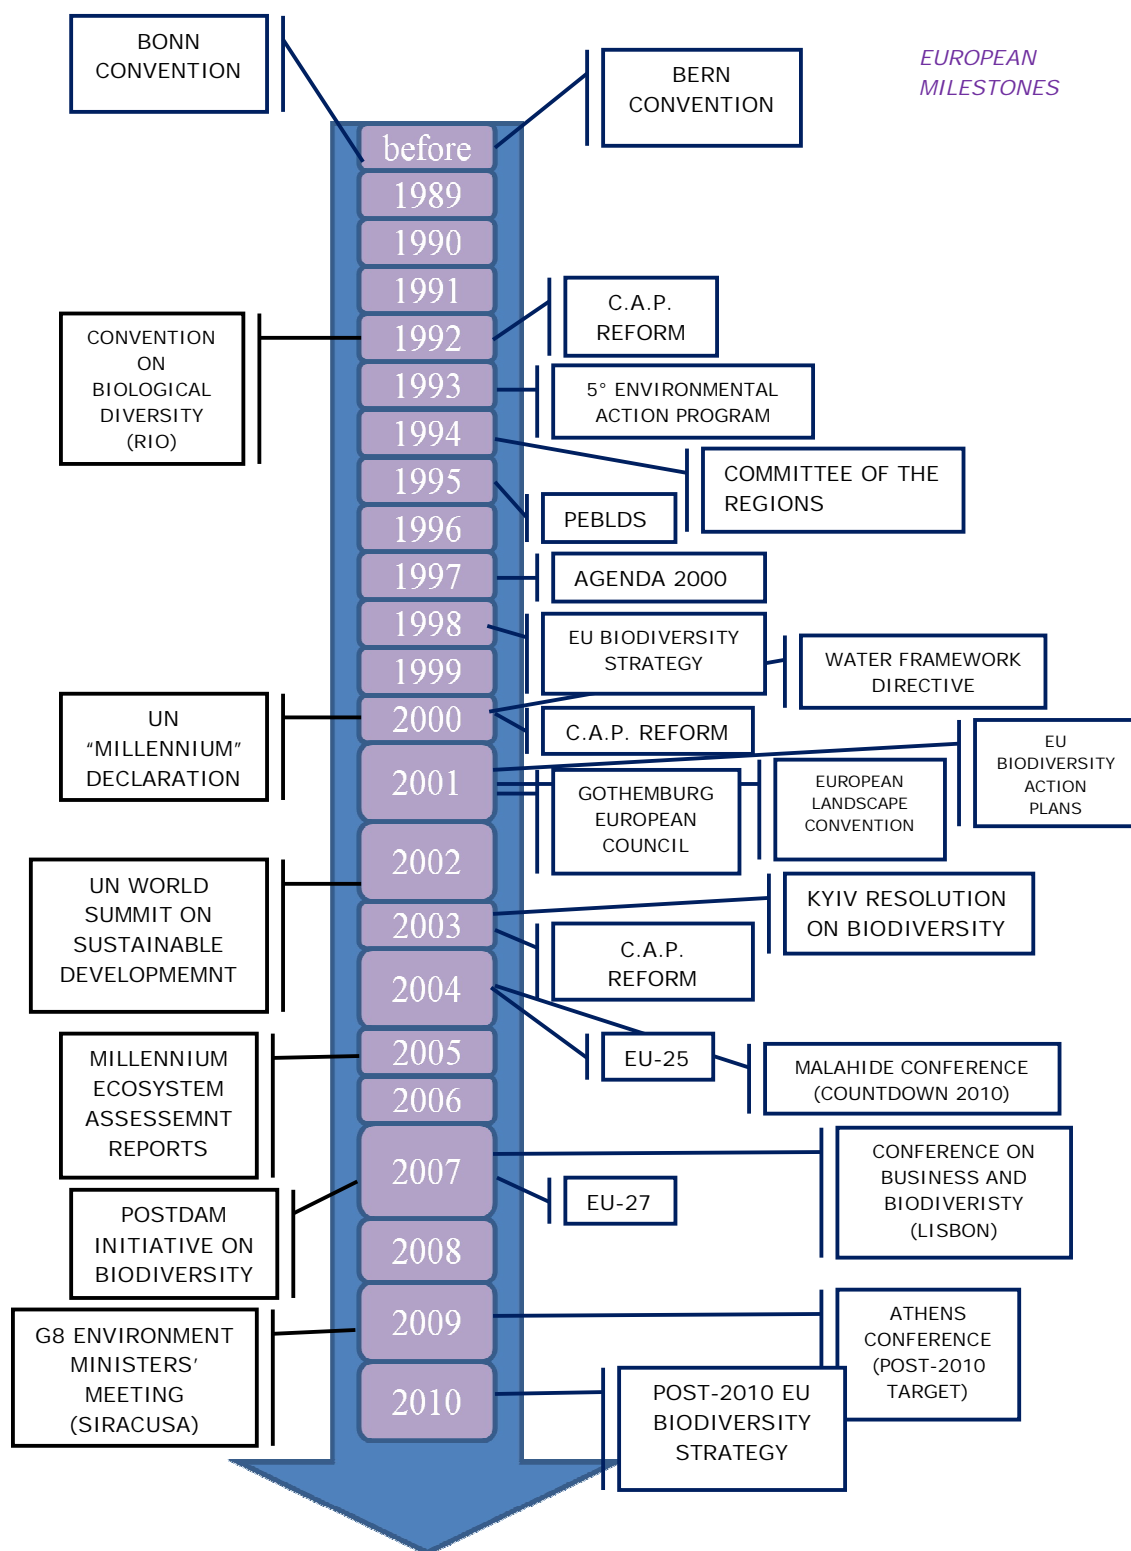 BONN
CONVENTION
BERN
CONVENTION
EUROPEAN
MILESTONES
before
1989
1990
1991
C.A.P.
REFORM
CONVENTION
ON
BIOLOGICAL
DIVERSITY
(RIO)
1992
1993
5° ENVIRONMENTAL
ACTION PROGRAM
1994
COMMITTEE OF THE
REGIONS
1995
PEBLDS
1996
1997
AGENDA 2000
1998
EU BIODIVERSITY
STRATEGY
WATER FRAMEWORK
DIRECTIVE
1999
2000
UN
“MILLENNIUM”
DECLARATION
C.A.P. REFORM
EU
BIODIVERSITY
ACTION
PLANS
2001
GOTHEMBURG
EUROPEAN
COUNCIL
EUROPEAN
LANDSCAPE
CONVENTION
2002
UN WORLD
SUMMIT ON
SUSTAINABLE
DEVELOPMEMNT
KYIV RESOLUTION
ON BIODIVERSITY
2003
C.A.P.
REFORM
2004
EU-25
MALAHIDE CONFERENCE
(COUNTDOWN 2010)
2005
MILLENNIUM
ECOSYSTEM
ASSESSEMNT
REPORTS
2006
2007
CONFERENCE ON
BUSINESS AND
BIODIVERISTY
(LISBON)
EU-27
POSTDAM
INITIATIVE ON
BIODIVERSITY
2008
2009
ATHENS
CONFERENCE
(POST-2010
TARGET)
G8 ENVIRONMENT
MINISTERS’
MEETING
(SIRACUSA)
2010
POST-2010 EU
BIODIVERSITY
STRATEGY